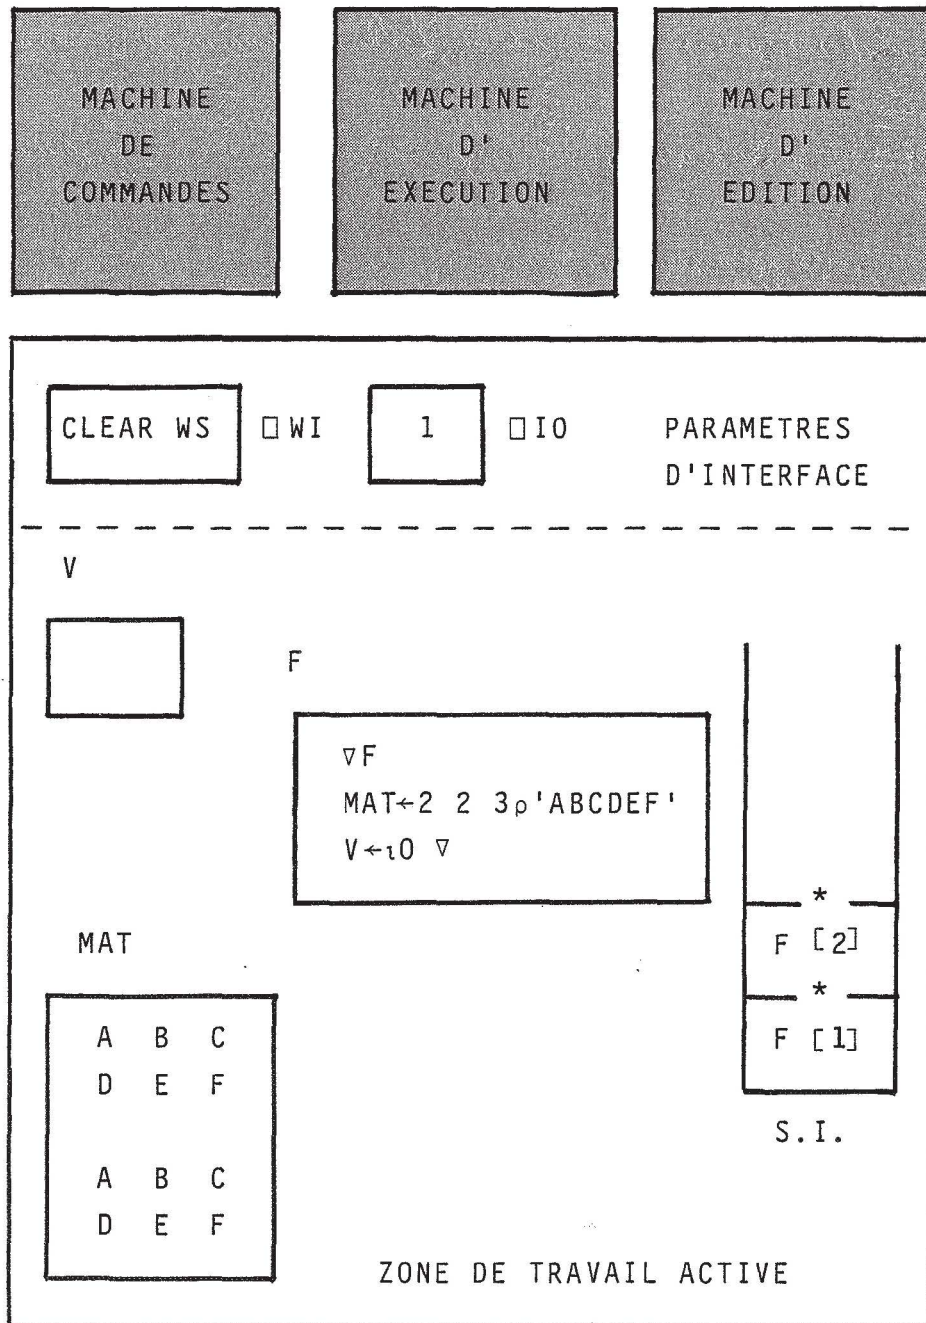 MACHINE
DE
COMMANDES
MACHINE
D'
EXECUTION
MACHINE
D'
EDITION
CLEAR WS
⎕WI
1
⎕IO
PARAMETRES
D'INTERFACE
V
F
∇F
MAT←2 2 3⍴'ABCDEF'
V←⍳0 ∇
*
F [2]
*
F [1]
S.I.
MAT
A B C
D E F
A B C
D E F
ZONE DE TRAVAIL ACTIVE